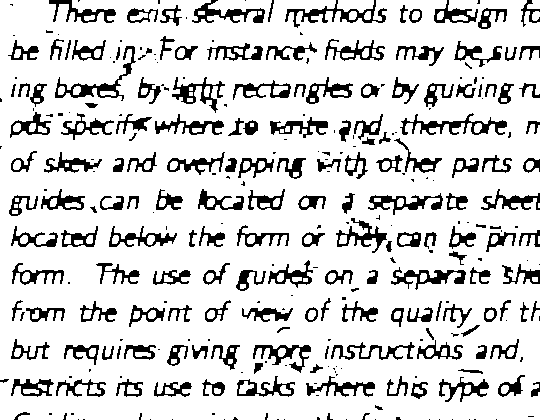 There exist several methods to design fo
be filled in. For instance, fields may be surr
ing boxes, by light rectangles or by guiding ru
ods specify where to write and, therefore, m
of skew and overlapping with other parts o
guides can be located on a separate sheet
located below the form or they can be print
form. The use of guides on a separate she
from the point of view of the quality of th
but requires giving more instructions and,
restricts its use to tasks where this type of a